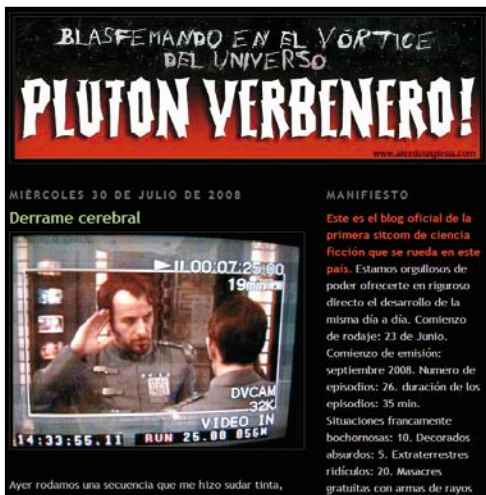 BLASFEMANDO EN EL VÓRTICE
DEL UNIVERSO
PLUTON VERBENERO!
www.alexdelaiglesia.com
MIÉRCOLES 30 DE JULIO DE 2008
Derrame cerebral
II 00:07:25.00
19min
DVCAM
32K
VIDEO IN
14:33:55.11 RUN 25.00
Ayer rodamos una secuencia que me hizo sudar tinta,
MANIFIESTO
Este es el blog oficial de la
primera sitcom de ciencia
ficción que se rueda en este
país. Estamos orgullosos de
poder ofrecerte en riguroso
directo el desarrollo de la
misma día a día. Comienzo
de rodaje: 23 de Junio.
Comienzo de emisión:
septiembre 2008. Numero de
episodios: 26. duración de los
episodios: 35 min.
Situaciones francamente
bochornosas: 10. Decorados
absurdos: 5. Extraterrestres
ridículos: 20. Masacres
gratuitas con armas de rayos